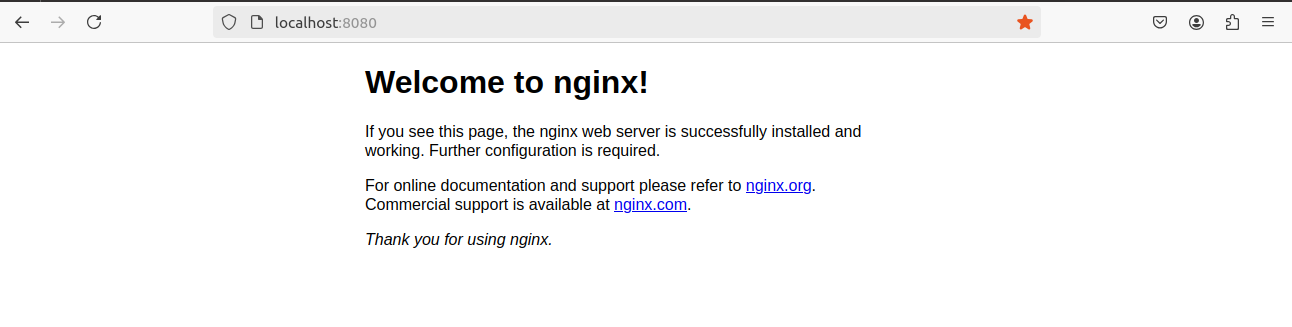 localhost:8080
Welcome to nginx!
If you see this page, the nginx web server is successfully installed and
working. Further configuration is required.
For online documentation and support please refer to nginx.org.
Commercial support is available at nginx.com.
Thank you for using nginx.